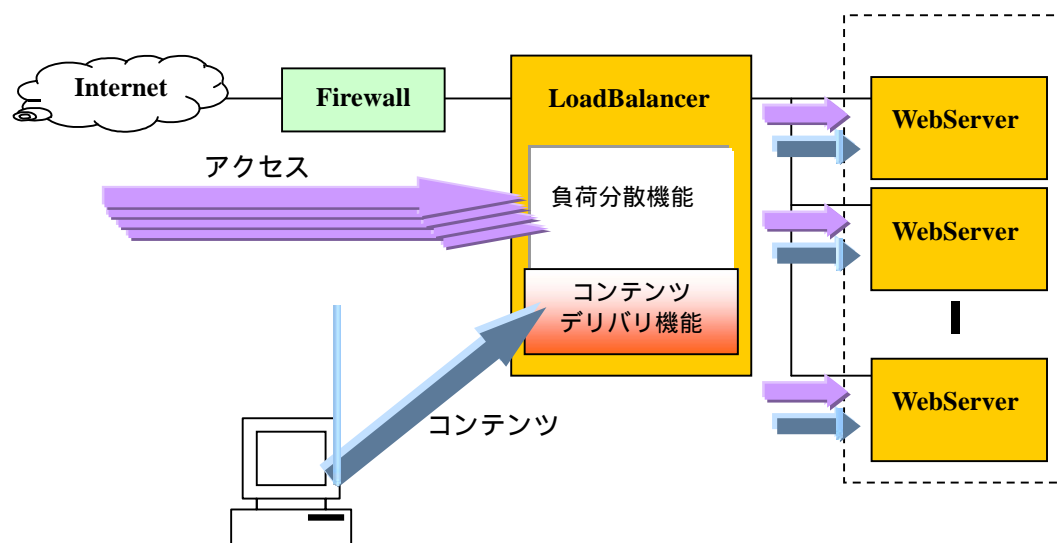 Internet
Firewall
LoadBalancer
WebServer
アクセス
負荷分散機能
WebServer
コンテンツ
デリバリ機能
WebServer
コンテンツ